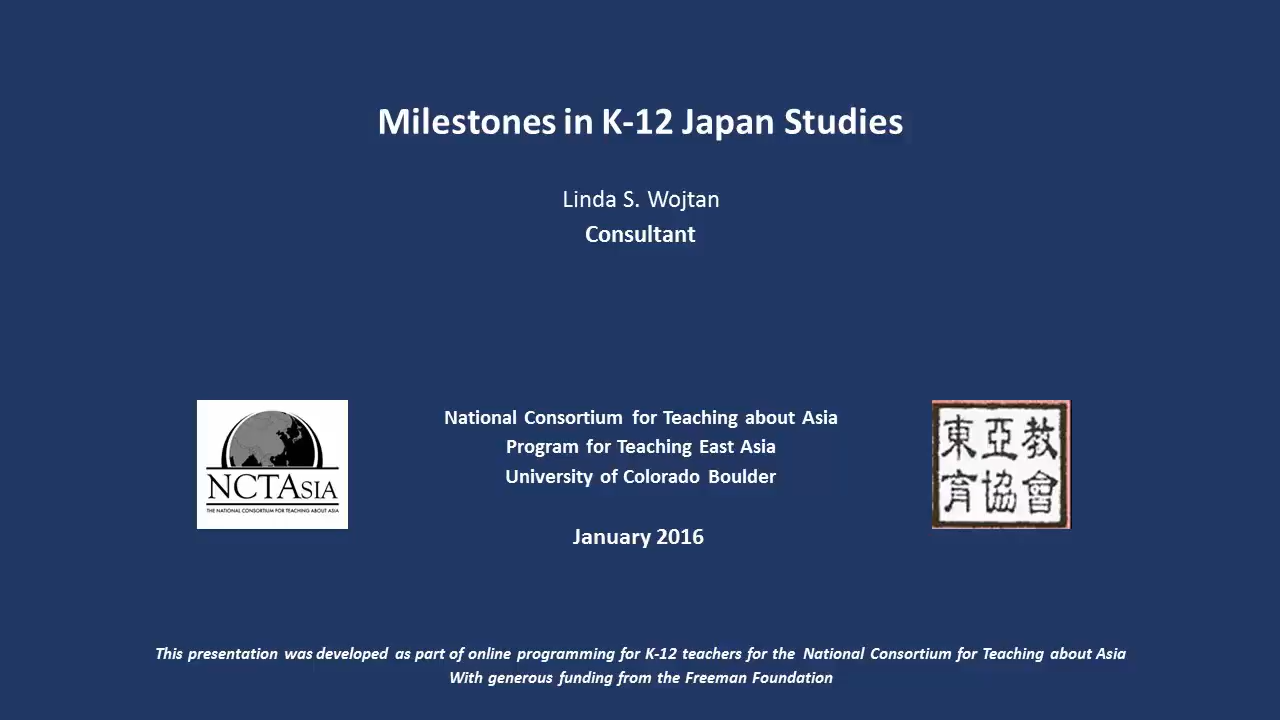 Milestones in K-12 Japan Studies
Linda S. Wojtan
Consultant
NCTASIA
THE NATIONAL CONSORTIUM FOR TEACHING ABOUT ASIA
National Consortium for Teaching about Asia
Program for Teaching East Asia
University of Colorado Boulder
January 2016
東亞教
育協會
This presentation was developed as part of online programming for K-12 teachers for the National Consortium for Teaching about Asia
With generous funding from the Freeman Foundation